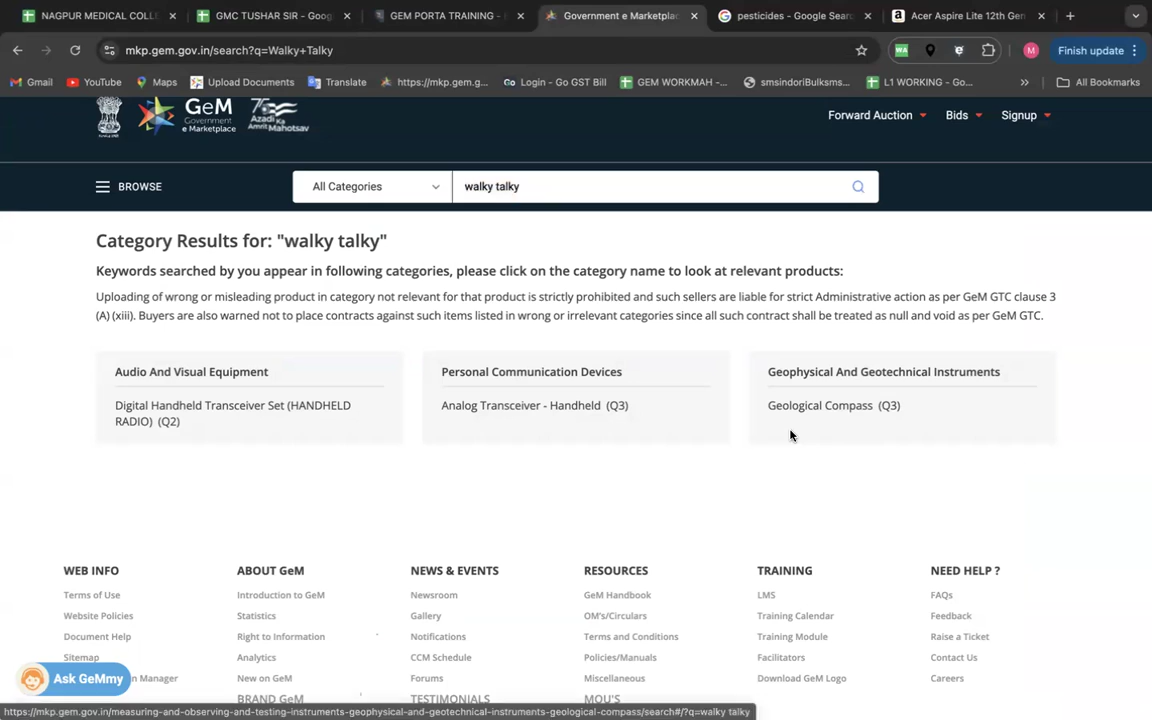 NAGPUR MEDICAL COLL
GMC TUSHAR SIR - Goog
GEM PORTA TRAINING -
Government e Marketplac
pesticides - Google Searc
Acer Aspire Lite 12th Gen
mkp.gem.gov.in/search?q=Walky+Talky
WA
M
Finish update
Gmail
YouTube
Maps
Upload Documents
Translate
https://mkp.gem.g...
Login - Go GST Bill
GEM WORKMAH -...
smsindoriBulksms...
L1 WORKING - Go...
All Bookmarks
GeM
Government
e Marketplace
Azadi Ka
Amrit Mahotsav
Forward Auction
Bids
Signup
BROWSE
All Categories
walky talky
Category Results for: "walky talky"
Keywords searched by you appear in following categories, please click on the category name to look at relevant products:
Uploading of wrong or misleading product in category not relevant for that product is strictly prohibited and such sellers are liable for strict Administrative action as per GeM GTC clause 3
(A) (xiii). Buyers are also warned not to place contracts against such items listed in wrong or irrelevant categories since all such contract shall be treated as null and void as per GeM GTC.
Audio And Visual Equipment
Digital Handheld Transceiver Set (HANDHELD
RADIO) (Q2)
Personal Communication Devices
Analog Transceiver - Handheld (Q3)
Geophysical And Geotechnical Instruments
Geological Compass (Q3)
WEB INFO
Terms of Use
Website Policies
Document Help
Sitemap
n Manager
ABOUT GeM
Introduction to GeM
Statistics
Right to Information
Analytics
New on GeM
BRAND GeM
NEWS & EVENTS
Newsroom
Gallery
Notifications
CCM Schedule
Forums
TESTIMONIALS
RESOURCES
GeM Handbook
OM's/Circulars
Terms and Conditions
Policies/Manuals
Miscellaneous
MOU'S
TRAINING
LMS
Training Calendar
Training Module
Facilitators
Download GeM Logo
NEED HELP ?
FAQs
Feedback
Raise a Ticket
Contact Us
Careers
Ask GeMmy
https://mkp.gem.gov.in/measuring-and-observing-and-testing-instruments-geophysical-and-geotechnical-instruments-geological-compass/search#/?q=walky talky